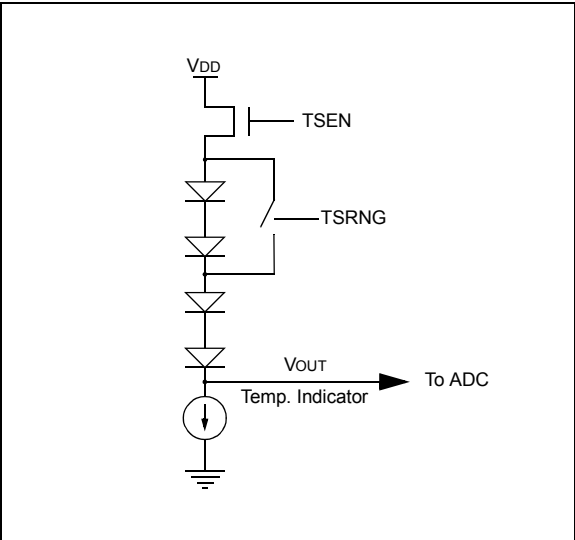 VDD
TSEN
TSRNG
VOUT
To ADC
Temp. Indicator